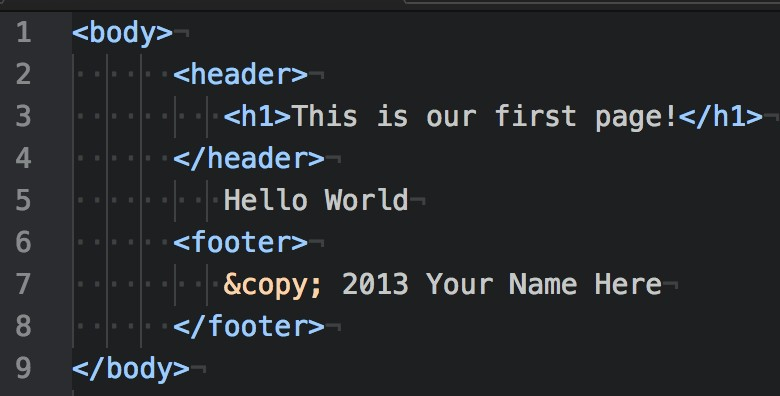 1 <body>
2 <header>
3 <h1>This is our first page!</h1>
4 </header>
5 Hello World
6 <footer>
7 &copy; 2013 Your Name Here
8 </footer>
9 </body>